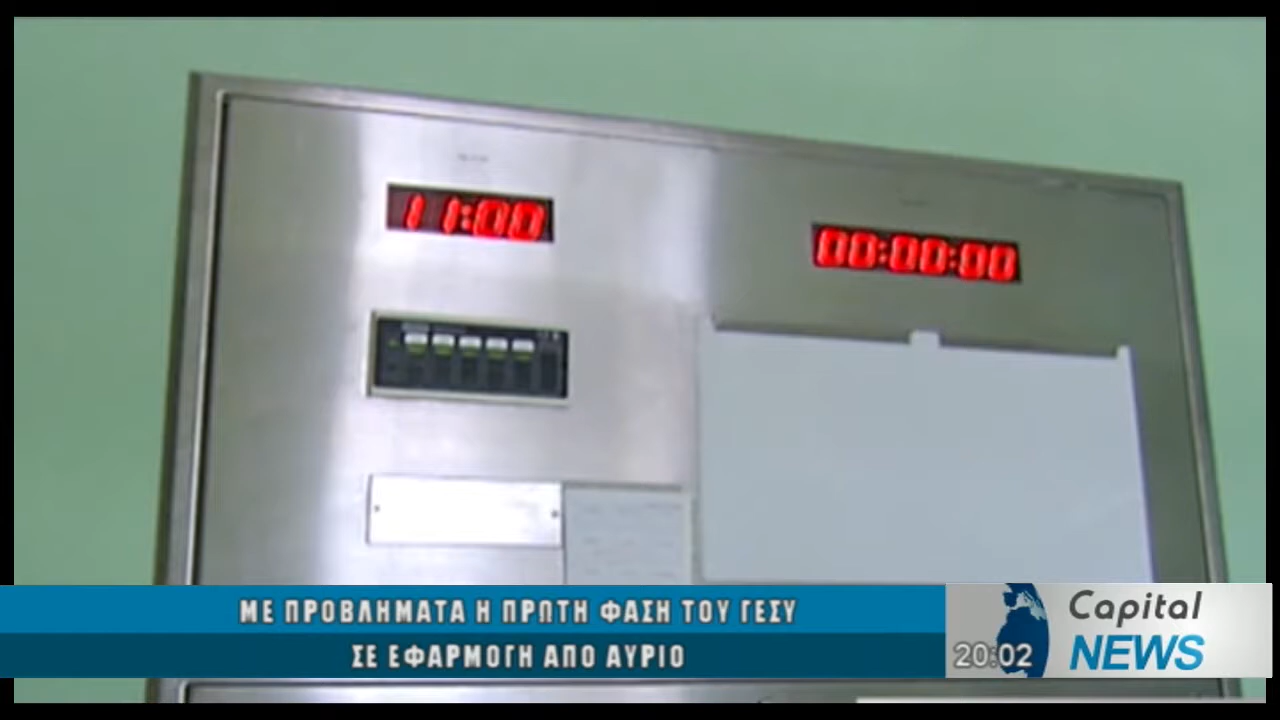 11:00
00:00:00
ΜΕ ΠΡΟΒΛΗΜΑΤΑ Η ΠΡΩΤΗ ΦΑΣΗ ΤΟΥ ΓΕΣΥ
ΣΕ ΕΦΑΡΜΟΓΗ ΑΠΟ ΑΥΡΙΟ
Capital
NEWS
20:02